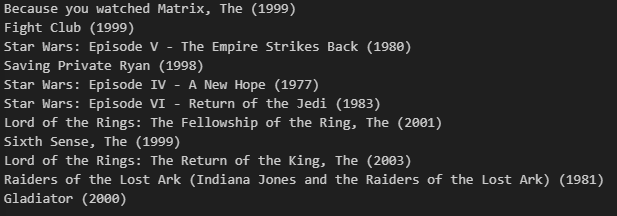 Because you watched Matrix, The (1999)
Fight Club (1999)
Star Wars: Episode V - The Empire Strikes Back (1980)
Saving Private Ryan (1998)
Star Wars: Episode IV - A New Hope (1977)
Star Wars: Episode VI - Return of the Jedi (1983)
Lord of the Rings: The Fellowship of the Ring, The (2001)
Sixth Sense, The (1999)
Lord of the Rings: The Return of the King, The (2003)
Raiders of the Lost Ark (Indiana Jones and the Raiders of the Lost Ark) (1981)
Gladiator (2000)